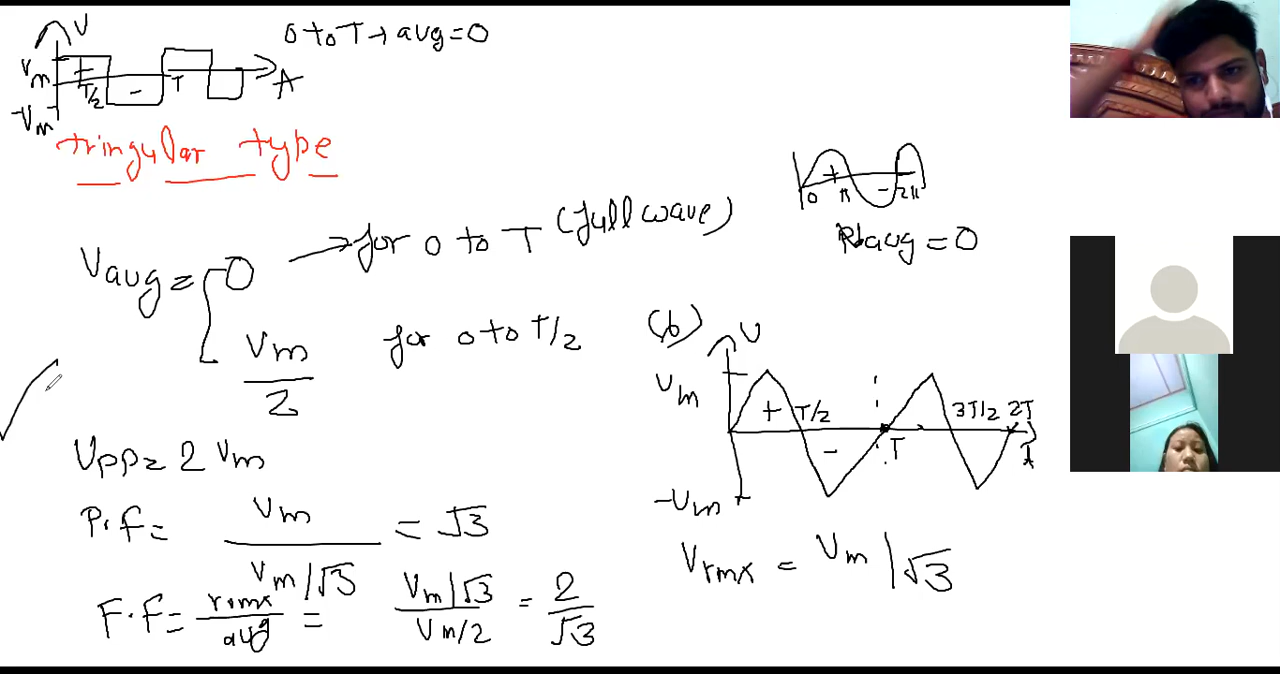 V
0 to T → avg = 0
Vm
+
T/2
-
T
-Vm
tringular type
0
+
π
-
2π
avg = 0
Vavg = 0 → for 0 to T (full wave)
Vm/2 for 0 to T/2
(b)
V
Vm
+
T/2
-
T
3T/2
2T
-Vm
Vpp = 2 Vm
P.f = Vm / Vm/√3 = √3
F.f = rms/avg = Vm/√3 / Vm/2 = 2/√3
Vrms = Vm/√3